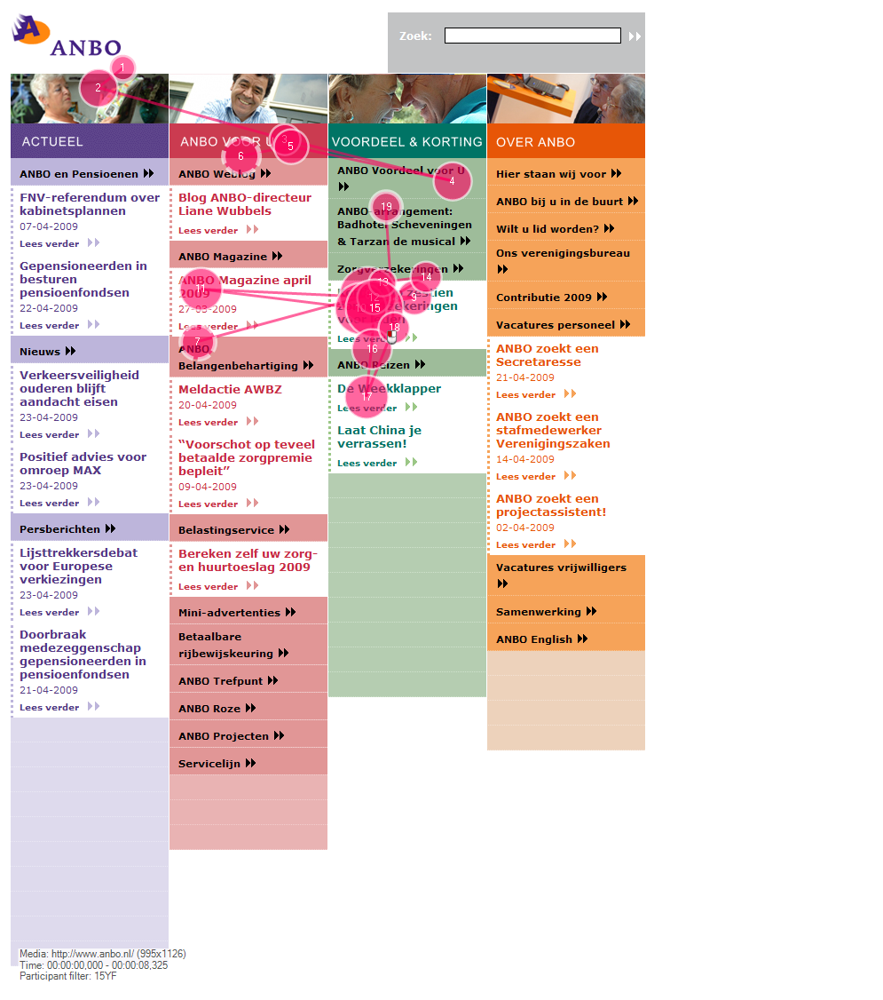 ANBO
Zoek:
ACTUEEL
ANBO en Pensioenen
FNV-referendum over
kabinetsplannen
07-04-2009
Lees verder
Gepensioneerden in
besturen
pensioenfondsen
22-04-2009
Lees verder
Nieuws
Verkeersveiligheid
ouderen blijft
aandacht eisen
23-04-2009
Lees verder
Positief advies voor
omroep MAX
23-04-2009
Lees verder
Persberichten
Lijsttrekkersdebat
voor Europese
verkiezingen
23-04-2009
Lees verder
Doorbraak
medezeggenschap
gepensioneerden in
pensioenfondsen
21-04-2009
Lees verder
ANBO VOOR U
ANBO Weblog
Blog ANBO-directeur
Liane Wubbels
Lees verder
ANBO Magazine
ANBO Magazine april
2009
27-03-2009
Lees verder
ANBO
Belangenbehartiging
Meldactie AWBZ
20-04-2009
Lees verder
“Voorschot op teveel
betaalde zorgpremie
bepleit”
09-04-2009
Lees verder
Belastingservice
Bereken zelf uw zorg-
en huurtoeslag 2009
Lees verder
Mini-advertenties
Betaalbare
rijbewijskeuring
ANBO Trefpunt
ANBO Roze
ANBO Projecten
Servicelijn
VOORDEEL & KORTING
ANBO Voordeel voor U
ANBO-arrangement:
Badhotel Scheveningen
& Tarzan de musical
Zorgverzekeringen
Lees verder
ANBO Reizen
De Weekklapper
Lees verder
Laat China je
verrassen!
Lees verder
OVER ANBO
Hier staan wij voor
ANBO bij u in de buurt
Wilt u lid worden?
Ons verenigingsbureau
Contributie 2009
Vacatures personeel
ANBO zoekt een
Secretaresse
21-04-2009
Lees verder
ANBO zoekt een
stafmedewerker
Verenigingszaken
14-04-2009
Lees verder
ANBO zoekt een
projectassistent!
02-04-2009
Lees verder
Vacatures vrijwilligers
Samenwerking
ANBO English
1
2
3
5
6
4
19
14
13
12
9
10
15
11
7
18
16
17
Media: http://www.anbo.nl/ (995x1126)
Time: 00:00:00,000 - 00:00:08,325
Participant filter: 15YF